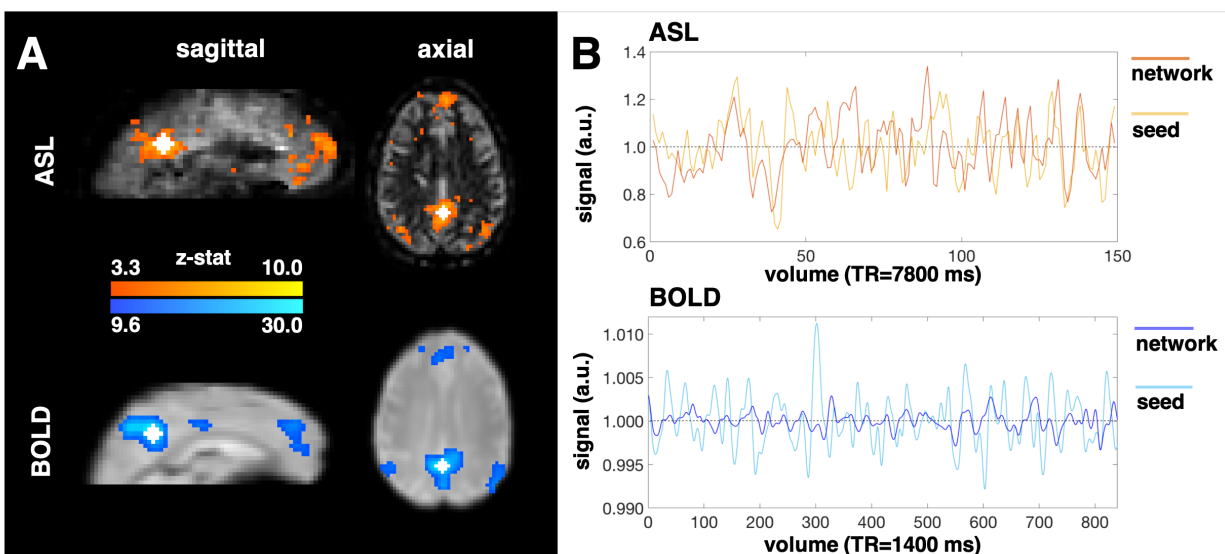 A
sagittal
axial
ASL
z-stat
3.3
10.0
9.6
30.0
BOLD
B
ASL
1.4
1.2
1.0
0.8
0.6
signal (a.u.)
0
50
100
150
volume (TR=7800 ms)
network
seed
BOLD
1.010
1.005
1.000
0.995
0.990
signal (a.u.)
0
100
200
300
400
500
600
700
800
volume (TR=1400 ms)
network
seed